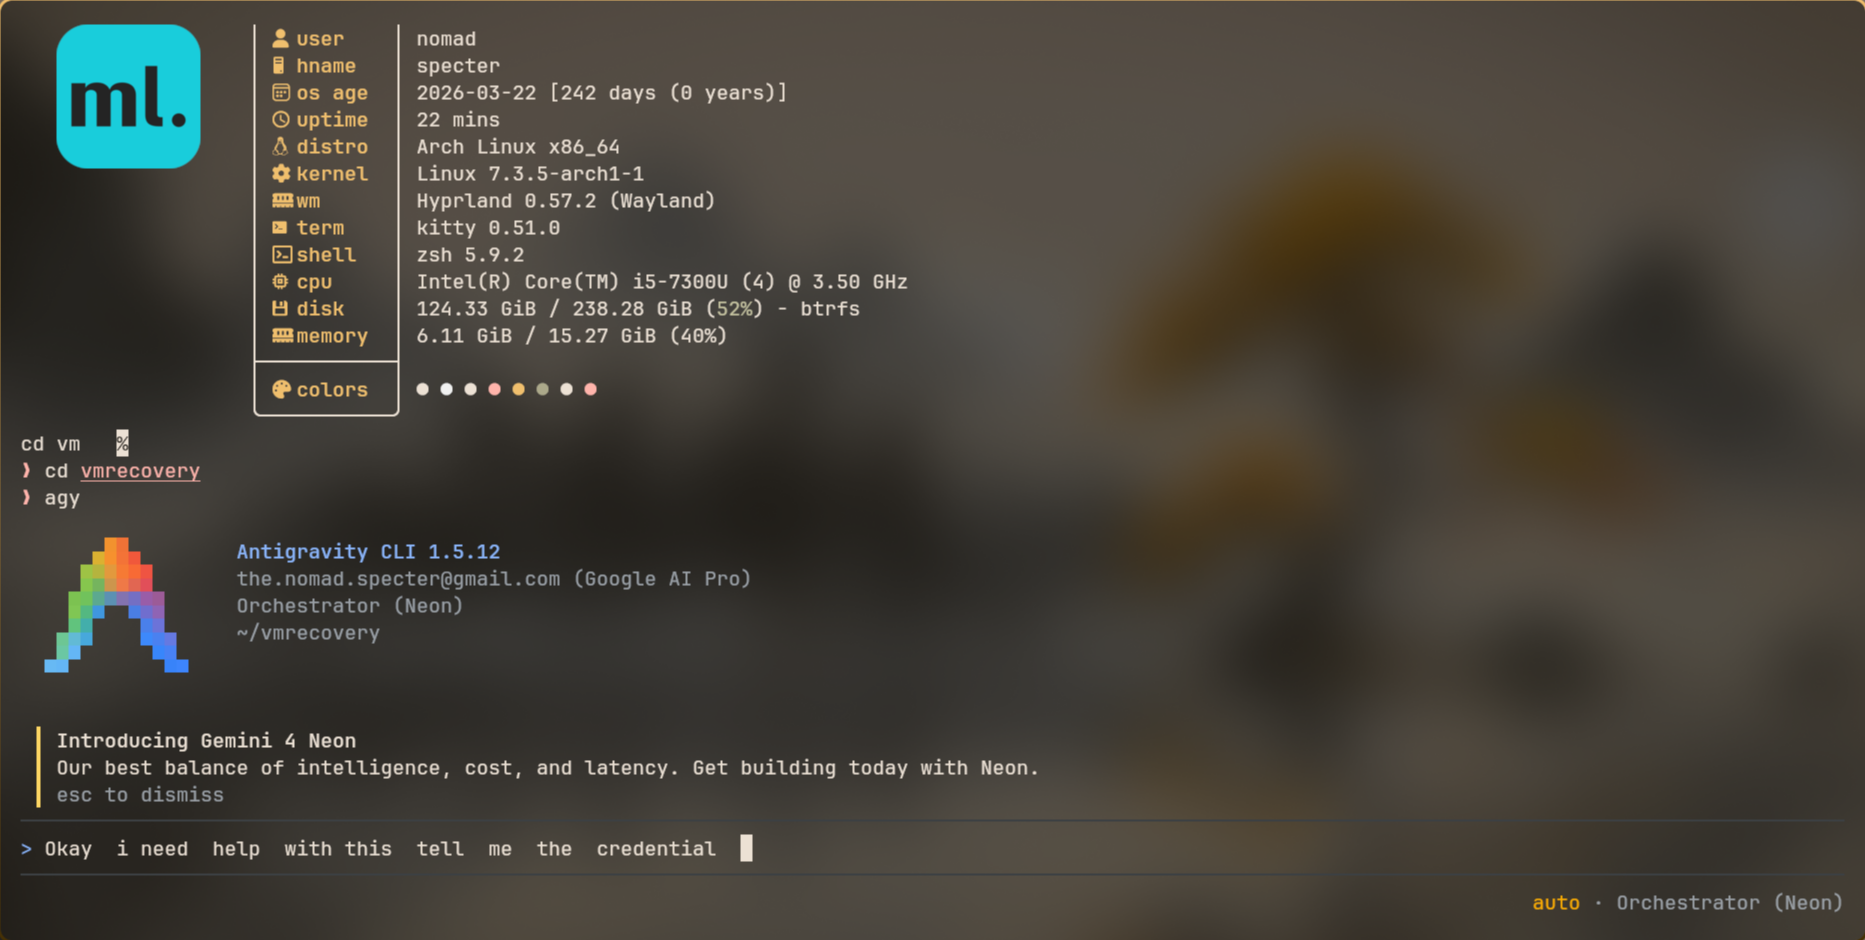 ml.
user nomad
hname specter
os age 2026-03-22 [242 days (0 years)]
uptime 22 mins
distro Arch Linux x86_64
kernel Linux 7.3.5-arch1-1
wm Hyprland 0.57.2 (Wayland)
term kitty 0.51.0
shell zsh 5.9.2
cpu Intel(R) Core(TM) i5-7300U (4) @ 3.50 GHz
disk 124.33 GiB / 238.28 GiB (52%) - btrfs
memory 6.11 GiB / 15.27 GiB (40%)
colors
cd vm %
❯ cd vmrecovery
❯ agy
Antigravity CLI 1.5.12
the.nomad.specter@gmail.com (Google AI Pro)
Orchestrator (Neon)
~/vmrecovery
Introducing Gemini 4 Neon
Our best balance of intelligence, cost, and latency. Get building today with Neon.
esc to dismiss
> Okay i need help with this tell me the credential
auto · Orchestrator (Neon)